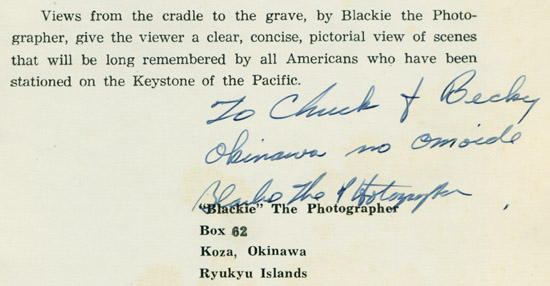 Views from the cradle to the grave, by Blackie the Photo-
grapher, give the viewer a clear, concise, pictorial view of scenes
that will be long remembered by all Americans who have been
stationed on the Keystone of the Pacific.
To Chuck & Becky
Okinawa no omoide
Blackie The Photographer
"Blackie" The Photographer
Box 62
Koza, Okinawa
Ryukyu Islands